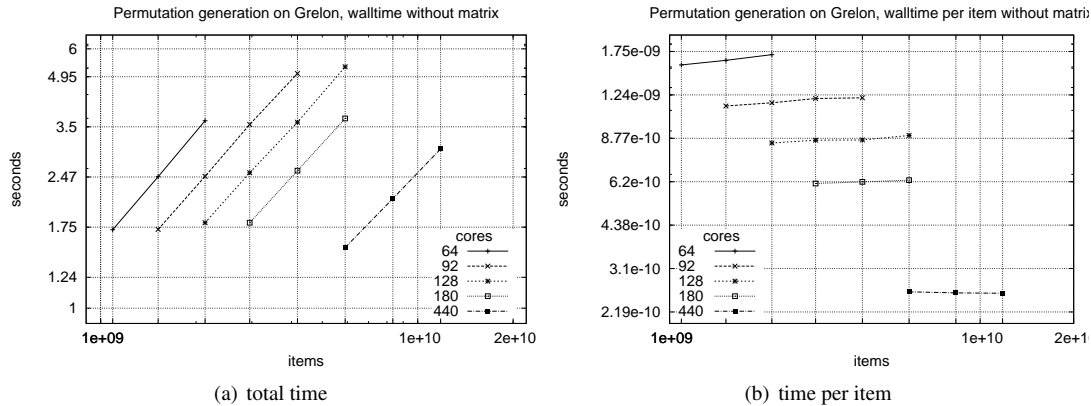 Permutation generation on Grelon, walltime without matrix
6
4.95
3.5
2.47
1.75
1.24
1
seconds
cores
64
92
128
180
440
1e+09
1e+10
2e+10
items
(a) total time
Permutation generation on Grelon, walltime per item without matrix
1.75e-09
1.24e-09
8.77e-10
6.2e-10
4.38e-10
3.1e-10
2.19e-10
seconds
cores
64
92
128
180
440
1e+09
1e+10
2e+10
items
(b) time per item